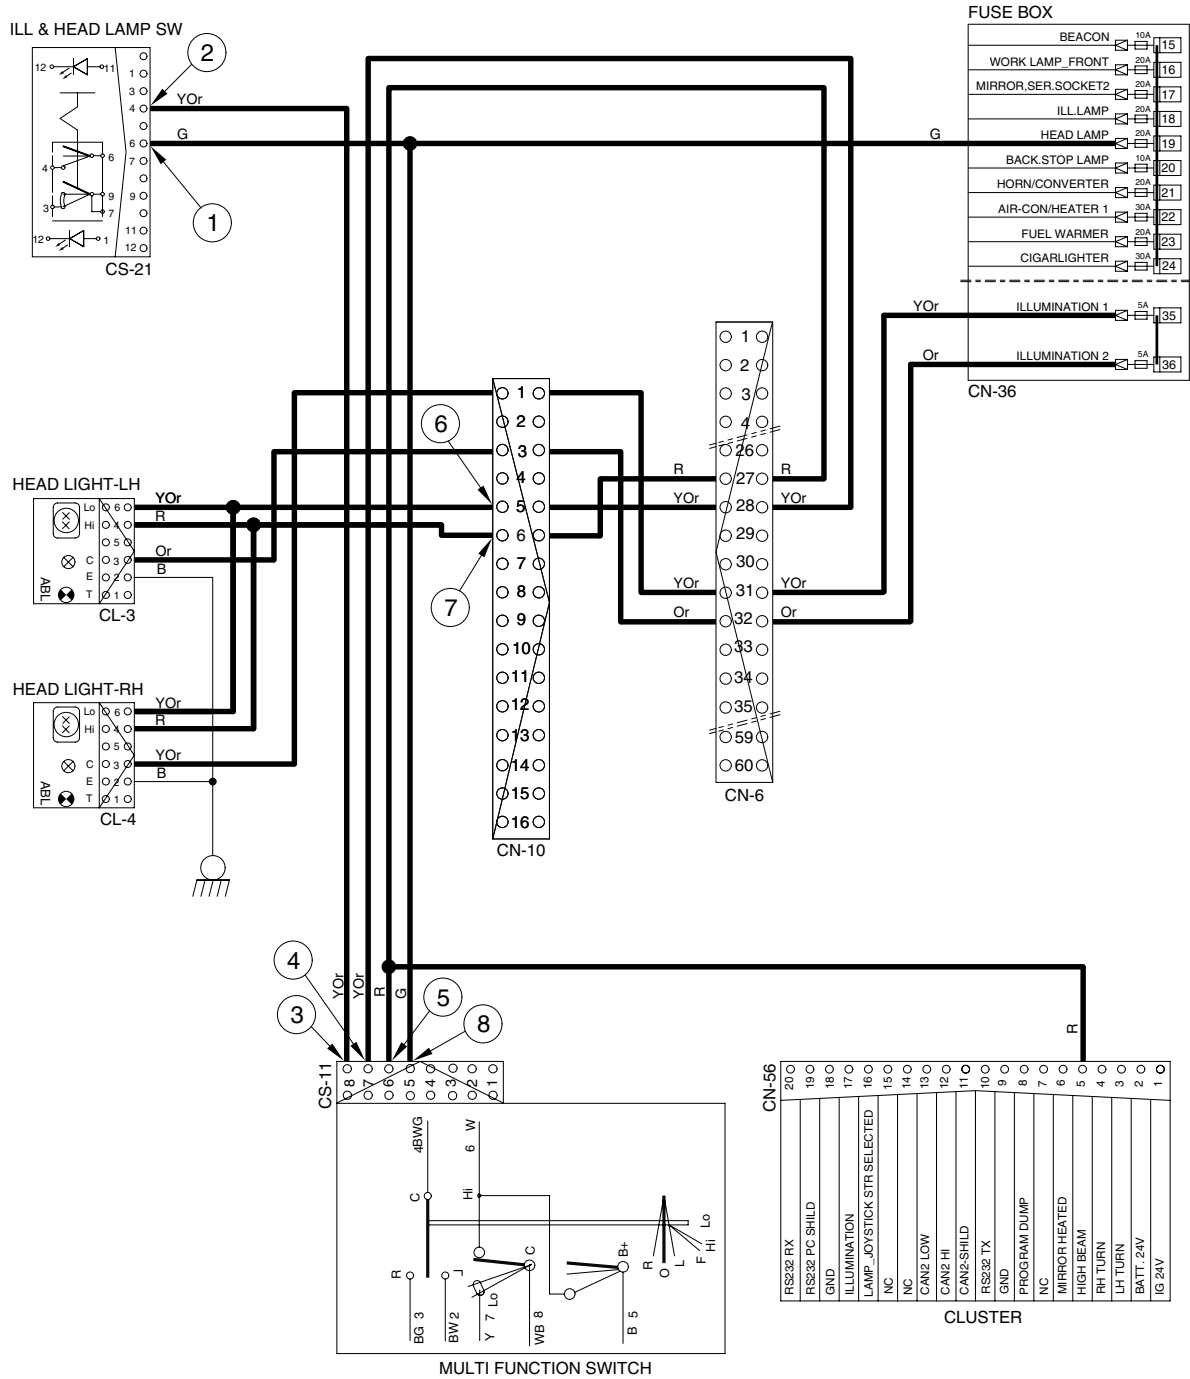 FUSE BOX
ILL & HEAD LAMP SW
BEACON 10A 15
WORK LAMP_FRONT 20A 16
MIRROR,SER.SOCKET2 20A 17
ILL.LAMP 20A 18
HEAD LAMP 20A 19
BACK.STOP LAMP 10A 20
HORN/CONVERTER 20A 21
AIR-CON/HEATER 1 30A 22
FUEL WARMER 20A 23
CIGARLIGHTER 30A 24
ILLUMINATION 1 5A 35
ILLUMINATION 2 5A 36
CN-36
G
YOr
Or
12 11
4 6
9
3 7
12 1
1
3
4
6
7
9
11
12
CS-21
YOr
G
2
1
HEAD LIGHT-LH
Lo 6 YOr
Hi 4 R
5
C 3 Or
E 2 B
ABL T 1
CL-3
HEAD LIGHT-RH
Lo 6 YOr
Hi 4 R
5
C 3 YOr
E 2 B
ABL T 1
CL-4
6
7
1
2
3
4
5
6
7
8
9
10
11
12
13
14
15
16
CN-10
1
2
3
4
26
R 27 R
YOr 28 YOr
29
30
YOr 31 YOr
Or 32 Or
33
34
35
59
60
CN-6
4
3
5
8
YOr YOr R G
R
CS-11
8 7 6 5 4 3 2 1
4BWG
6 W
C
Hi
Lo
Hi
F
R
O
L
B+
C
R
L
Lo
BG 3
BW 2
Y 7
WB 8
B 5
MULTI FUNCTION SWITCH
CN-56
20 19 18 17 16 15 14 13 12 11 10 9 8 7 6 5 4 3 2 1
RS232 RX
RS232 PC SHILD
GND
ILLUMINATION
LAMP_JOYSTICK STR SELECTED
NC
NC
CAN2 LOW
CAN2 HI
CAN2-SHILD
RS232 TX
GND
PROGRAM DUMP
NC
MIRROR HEATED
HIGH BEAM
RH TURN
LH TURN
BATT. 24V
IG 24V
CLUSTER